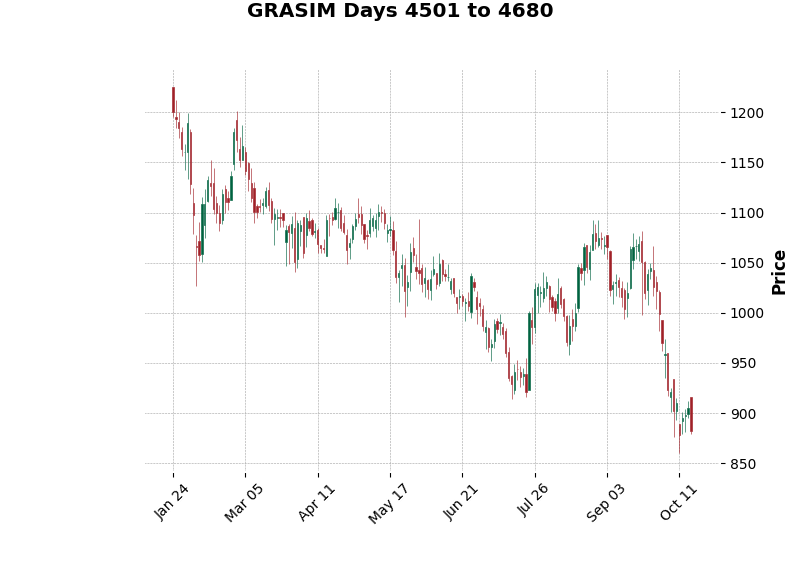 GRASIM Days 4501 to 4680
1200
1150
1100
1050
1000
950
900
850
Price
Jan 24
Mar 05
Apr 11
May 17
Jun 21
Jul 26
Sep 03
Oct 11